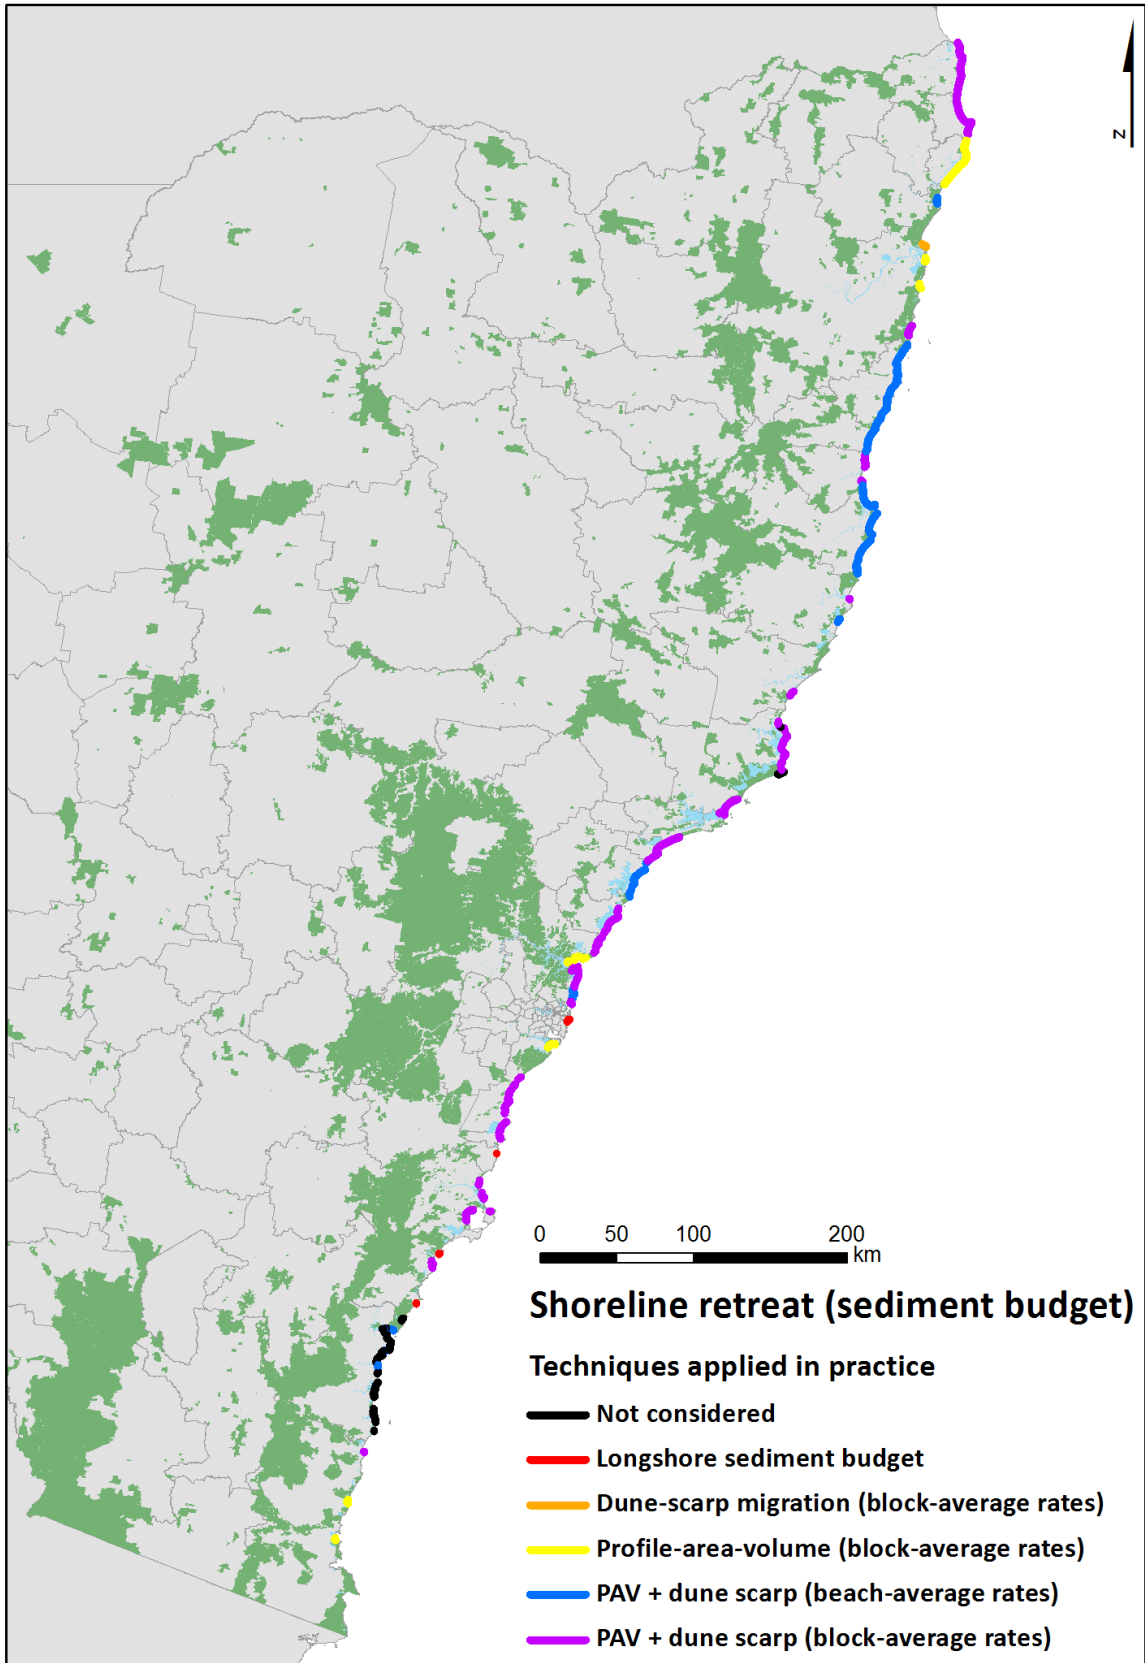 N
0 50 100 200
km
Shoreline retreat (sediment budget)
Techniques applied in practice
Not considered
Longshore sediment budget
Dune-scarp migration (block-average rates)
Profile-area-volume (block-average rates)
PAV + dune scarp (beach-average rates)
PAV + dune scarp (block-average rates)